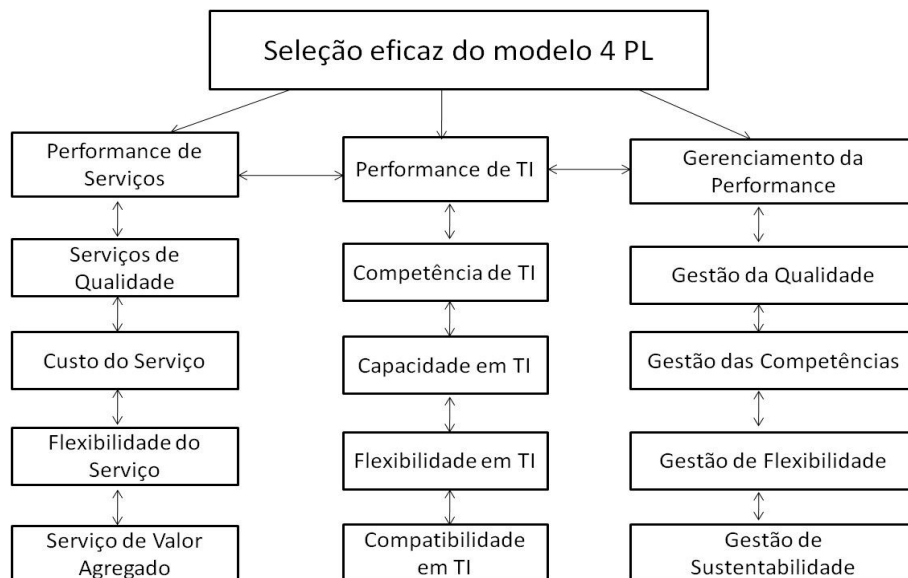 Seleção eficaz do modelo 4 PL
Performance de
Serviços
Performance de TI
Gerenciamento da
Performance
Serviços de
Qualidade
Competência de TI
Gestão da Qualidade
Custo do Serviço
Capacidade em TI
Gestão das Competências
Flexibilidade do
Serviço
Flexibilidade em TI
Gestão de Flexibilidade
Serviço de Valor
Agregado
Compatibilidade
em TI
Gestão de
Sustentabilidade